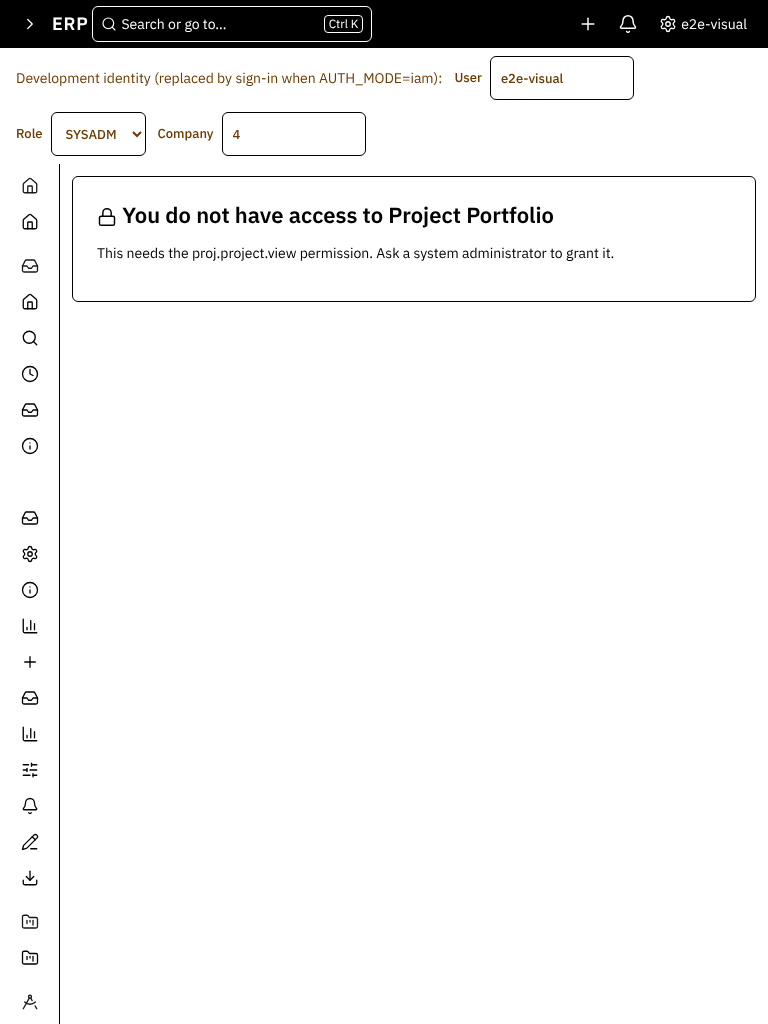 ERP
Search or go to...
Ctrl K
e2e-visual
Development identity (replaced by sign-in when AUTH_MODE=iam):
User
e2e-visual
Role
SYSADM
Company
4
You do not have access to Project Portfolio
This needs the proj.project.view permission. Ask a system administrator to grant it.